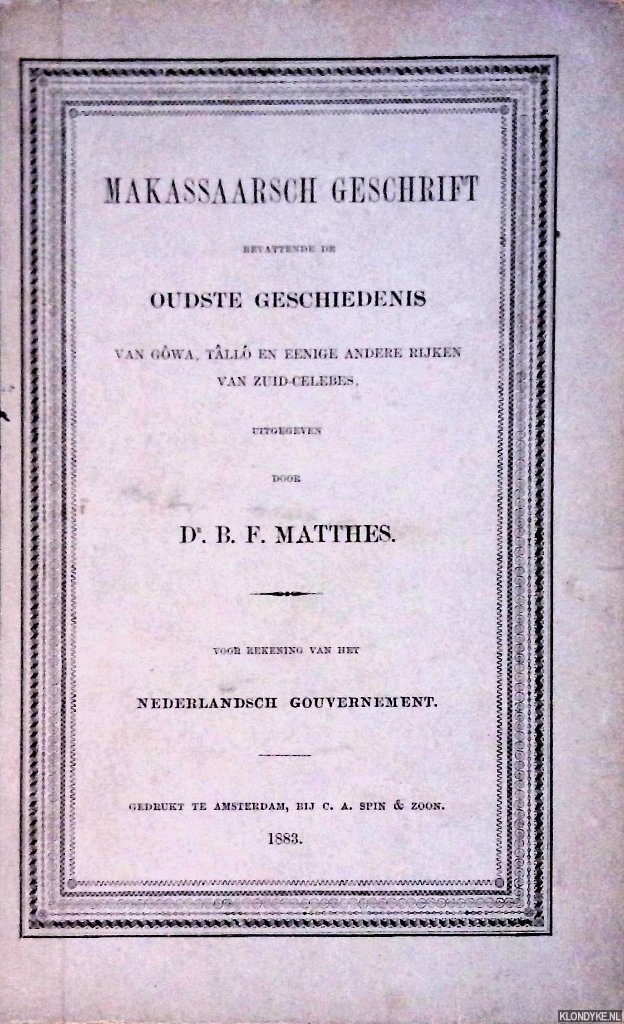 MAKASSAARSCH GESCHRIFT
BEVATTENDE DE
OUDSTE GESCHIEDENIS
VAN GÔWA, TÂLLÓ EN EENIGE ANDERE RIJKEN
VAN ZUID-CELEBES,
UITGEGEVEN
DOOR
Dr. B. F. MATTHES.
VOOR REKENING VAN HET
NEDERLANDSCH GOUVERNEMENT.
GEDRUKT TE AMSTERDAM, BIJ C. A. SPIN & ZOON.
1883.
KLONDYKE.NL